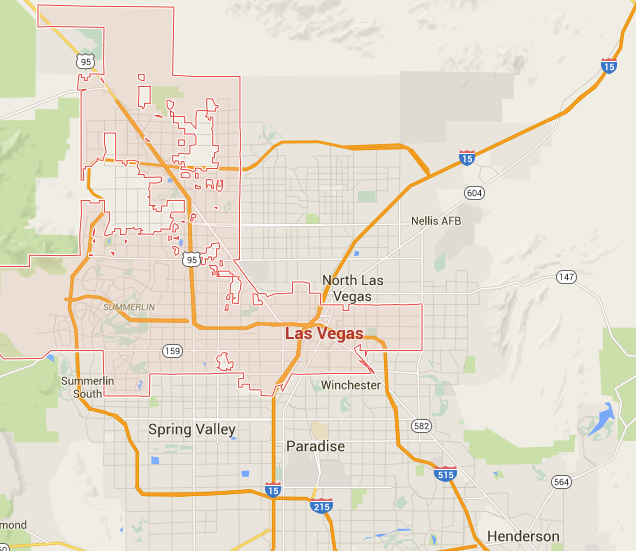 95
15
15
604
Nellis AFB
95
147
North Las
Vegas
SUMMERLIN
Las Vegas
159
Summerlin
South
Winchester
Spring Valley
582
Paradise
515
564
15
215
mond
Henderson